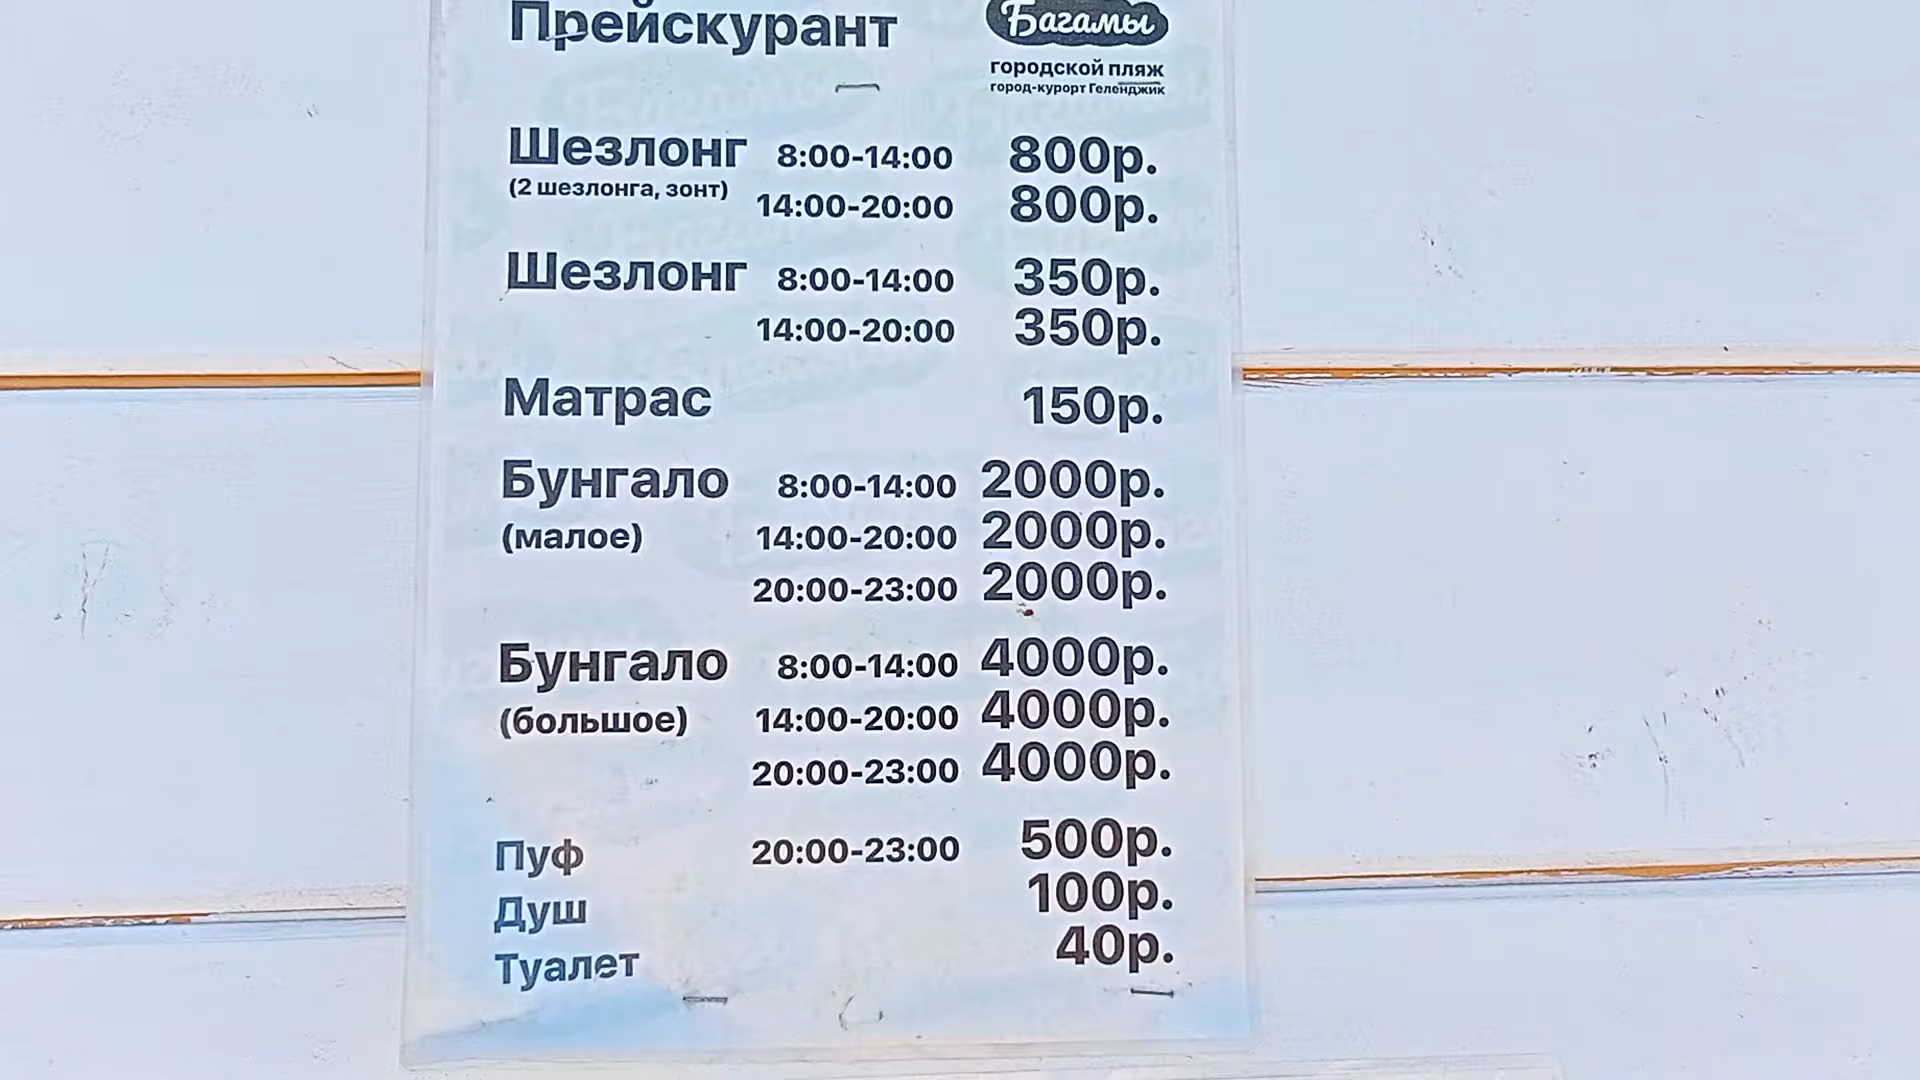 Прейскурант
Багамы
городской пляж
город-курорт Геленджик
Шезлонг 8:00-14:00 800р.
(2 шезлонга, зонт) 14:00-20:00 800р.
Шезлонг 8:00-14:00 350р.
14:00-20:00 350р.
Матрас 150р.
Бунгало 8:00-14:00 2000р.
(малое) 14:00-20:00 2000р.
20:00-23:00 2000р.
Бунгало 8:00-14:00 4000р.
(большое) 14:00-20:00 4000р.
20:00-23:00 4000р.
Пуф 20:00-23:00 500р.
Душ 100р.
Туалет 40р.